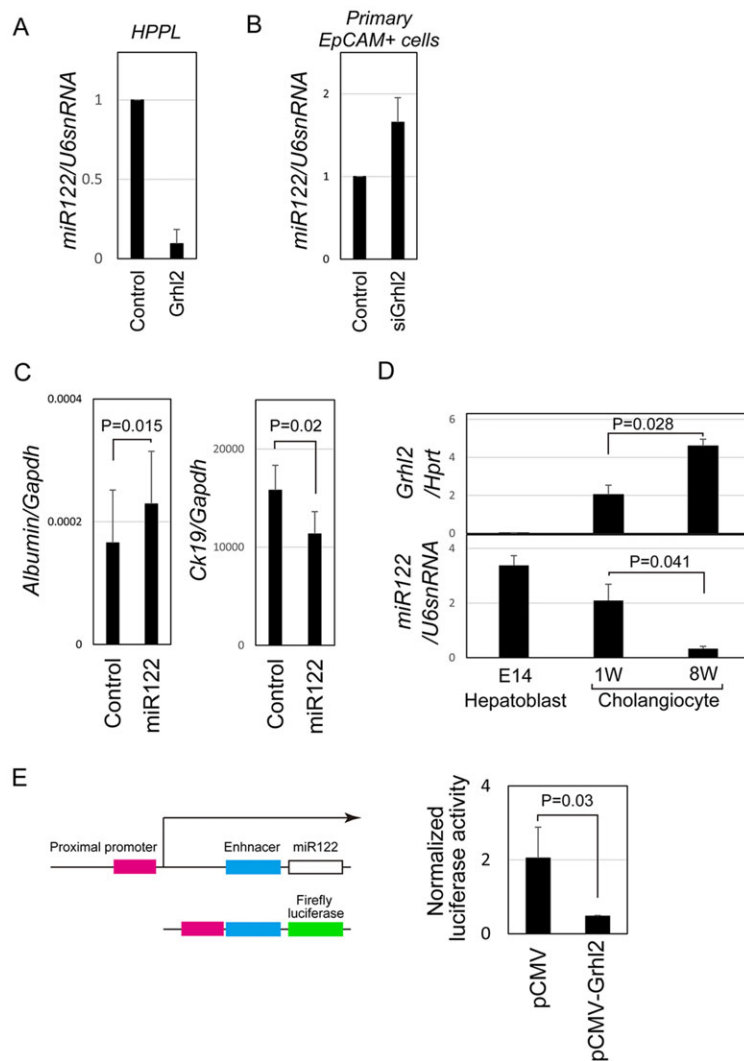 A
HPPL
miR122/U6snRNA
1
0.5
0
Control
Grhl2
B
Primary
EpCAM+ cells
miR122/U6snRNA
2
1
0
Control
siGrhl2
C
Albumin/Gapdh
0.0004
0.0002
0
P=0.015
Control
miR122
Ck19/Gapdh
20000
10000
0
P=0.02
Control
miR122
D
Grhl2
/Hprt
6
4
2
0
P=0.028
miR122
/U6snRNA
4
2
0
P=0.041
E14
1W
8W
Hepatoblast
Cholangiocyte
E
Proximal promoter
Enhnacer
miR122
Firefly
luciferase
Normalized
luciferase activity
4
2
0
P=0.03
pCMV
pCMV-Grhl2